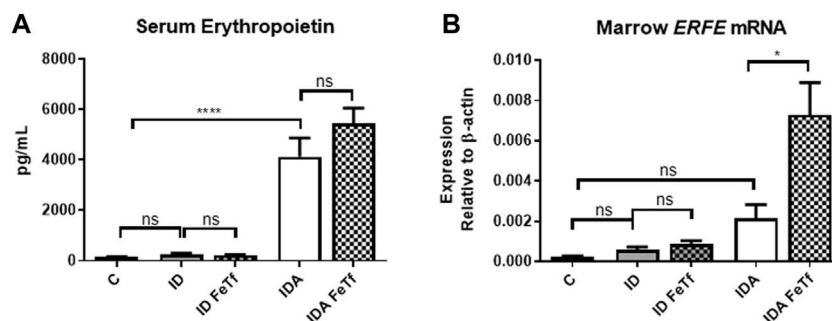 A
Serum Erythropoietin
pg/mL
8000
6000
4000
2000
0
ns
****
ns
ns
C
ID
ID FeTf
IDA
IDA FeTf
B
Marrow ERFE mRNA
Expression
Relative to β-actin
0.010
0.008
0.006
0.004
0.002
0.000
*
ns
ns
ns
C
ID
ID FeTf
IDA
IDA FeTf